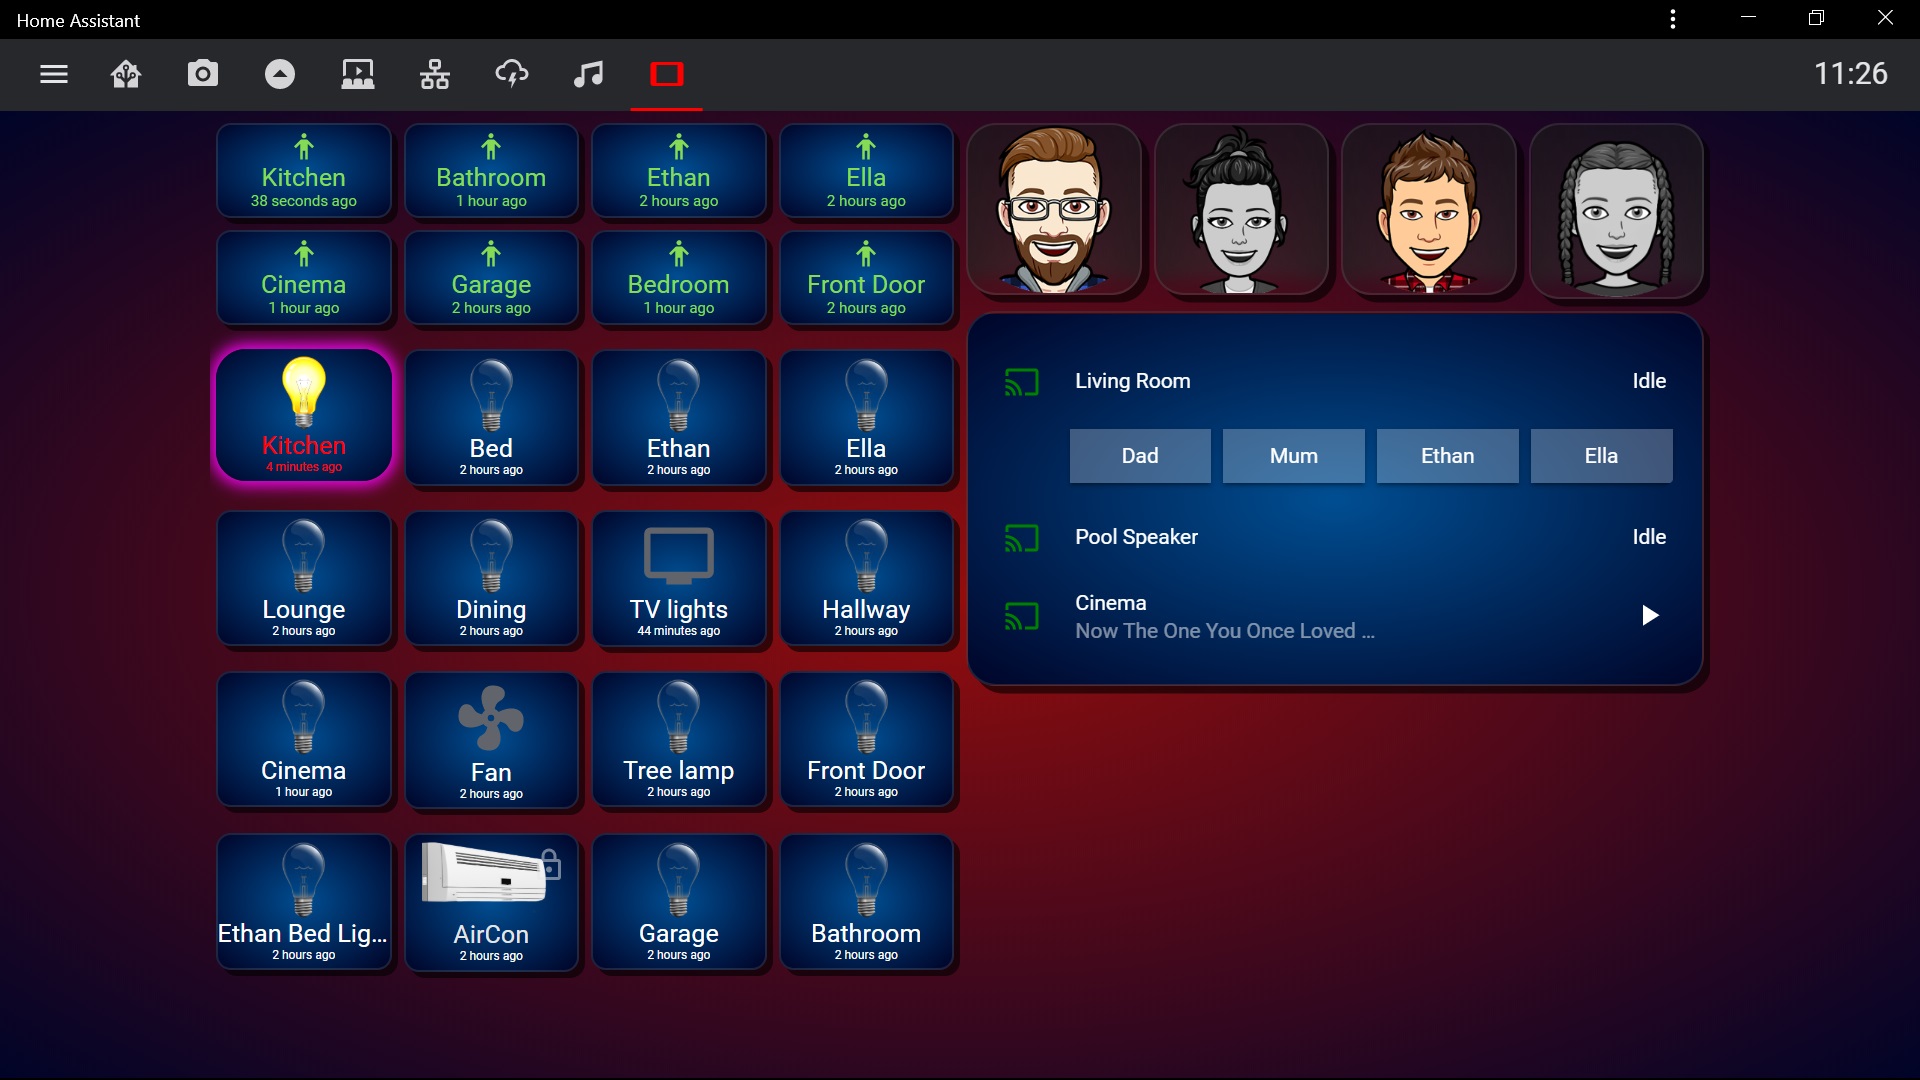 Home Assistant
11:26
Kitchen
38 seconds ago
Bathroom
1 hour ago
Ethan
2 hours ago
Ella
2 hours ago
Cinema
1 hour ago
Garage
2 hours ago
Bedroom
1 hour ago
Front Door
2 hours ago
Kitchen
4 minutes ago
Bed
2 hours ago
Ethan
2 hours ago
Ella
2 hours ago
Lounge
2 hours ago
Dining
2 hours ago
TV lights
44 minutes ago
Hallway
2 hours ago
Cinema
1 hour ago
Fan
2 hours ago
Tree lamp
2 hours ago
Front Door
2 hours ago
Ethan Bed Lig...
2 hours ago
AirCon
2 hours ago
Garage
2 hours ago
Bathroom
2 hours ago
Living Room
Idle
Dad
Mum
Ethan
Ella
Pool Speaker
Idle
Cinema
Now The One You Once Loved ...